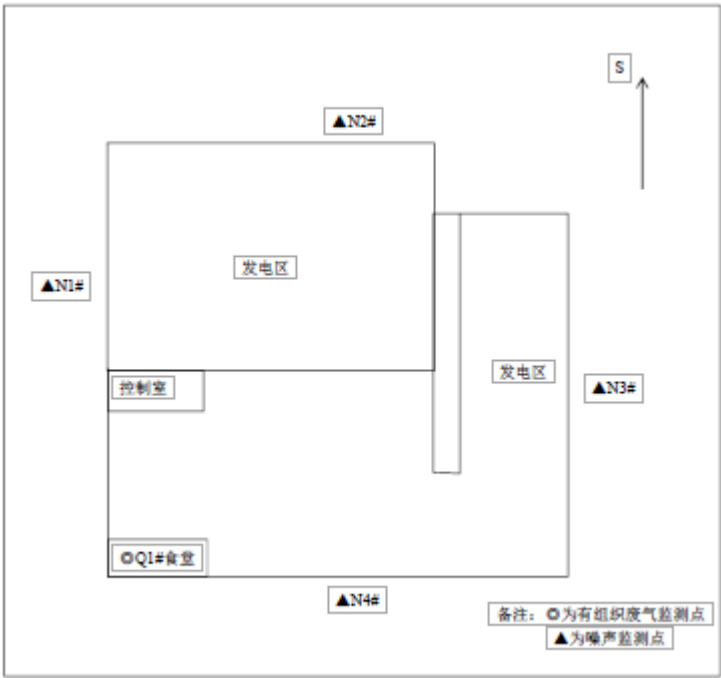 S
▲N2#
发电区
▲N1#
发电区
控制室
▲N3#
◎Q1#食堂
▲N4#
备注：◎为有组织废气监测点
▲为噪声监测点